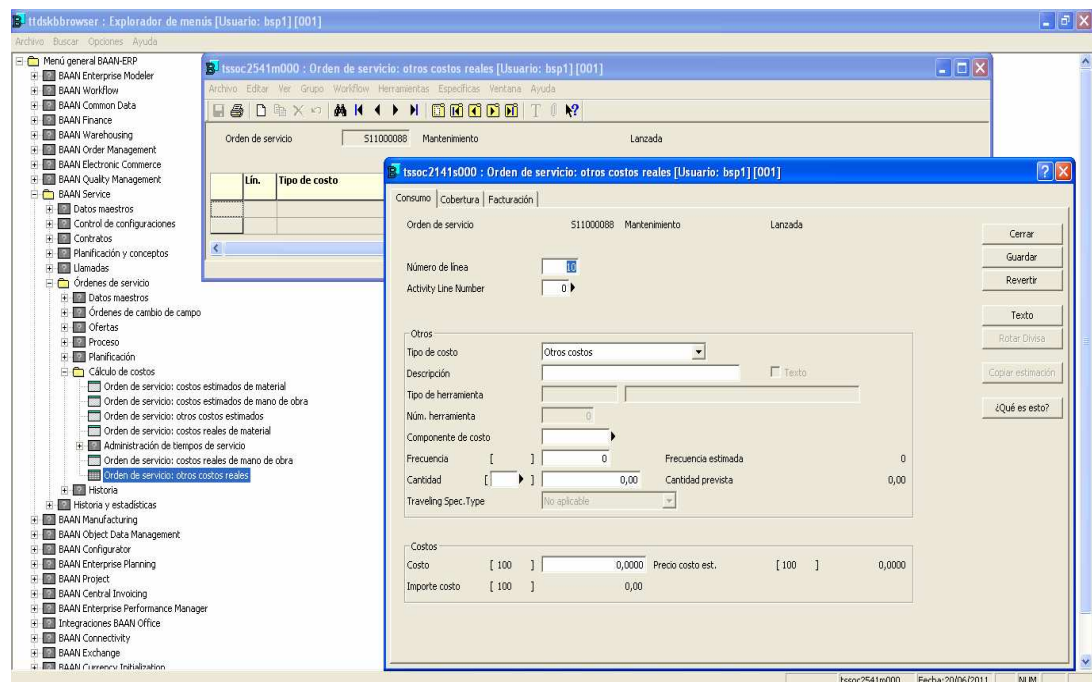 ttdskbbrowser : Explorador de menús [Usuario: bsp1] [001]
Archivo Buscar Opciones Ayuda
Menú general BAAN-ERP
BAAN Enterprise Modeler
BAAN Workflow
BAAN Common Data
BAAN Finance
BAAN Warehousing
BAAN Order Management
BAAN Electronic Commerce
BAAN Quality Management
BAAN Service
Datos maestros
Control de configuraciones
Contratos
Planificación y conceptos
Llamadas
Órdenes de servicio
Datos maestros
Órdenes de cambio de campo
Ofertas
Proceso
Planificación
Cálculo de costos
Orden de servicio: costos estimados de material
Orden de servicio: costos estimados de mano de obra
Orden de servicio: otros costos estimados
Orden de servicio: costos reales de material
Administración de tiempos de servicio
Orden de servicio: costos reales de mano de obra
Orden de servicio: otros costos reales
Historia
Historia y estadísticas
BAAN Manufacturing
BAAN Object Data Management
BAAN Configurator
BAAN Enterprise Planning
BAAN Project
BAAN Central Invoicing
BAAN Enterprise Performance Manager
Integraciones BAAN Office
BAAN Connectivity
BAAN Exchange
BAAN Currency Initialization
tssoc2541m000 : Orden de servicio: otros costos reales [Usuario: bsp1] [001]
Archivo Editar Ver Grupo Workflow Herramientas Específicas Ventana Ayuda
Orden de servicio S11000088 Mantenimiento Lanzada
Lín. Tipo de costo
tssoc2141s000 : Orden de servicio: otros costos reales [Usuario: bsp1] [001]
Consumo Cobertura Facturación
Orden de servicio S11000088 Mantenimiento Lanzada
Número de línea 10
Activity Line Number 0
Otros
Tipo de costo Otros costos
Descripción Texto
Tipo de herramienta
Núm. herramienta 0
Componente de costo
Frecuencia [ ] 0 Frecuencia estimada 0
Cantidad [ ] 0,00 Cantidad prevista 0,00
Traveling Spec.Type No aplicable
Costos
Costo [ 100 ] 0,0000 Precio costo est. [ 100 ] 0,0000
Importe costo [ 100 ] 0,00
Cerrar
Guardar
Revertir
Texto
Rotar Divisa
Copiar estimación
¿Qué es esto?
tssoc2541m000 Fecha:20/06/2011 NUM